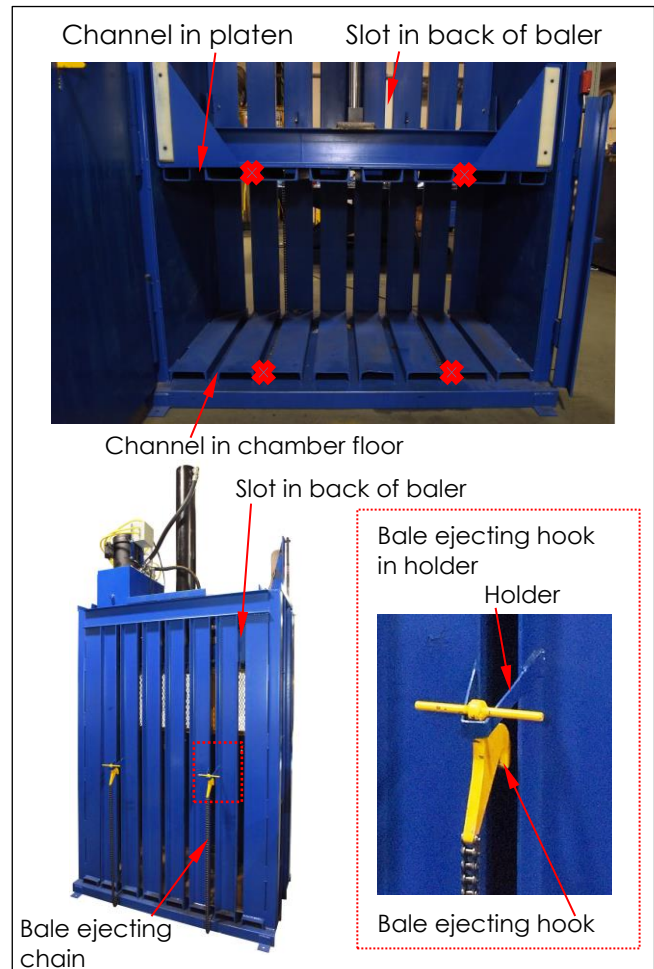 Channel in platen
Slot in back of baler
Channel in chamber floor
Slot in back of baler
Bale ejecting hook
in holder
Holder
Bale ejecting hook
Bale ejecting
chain